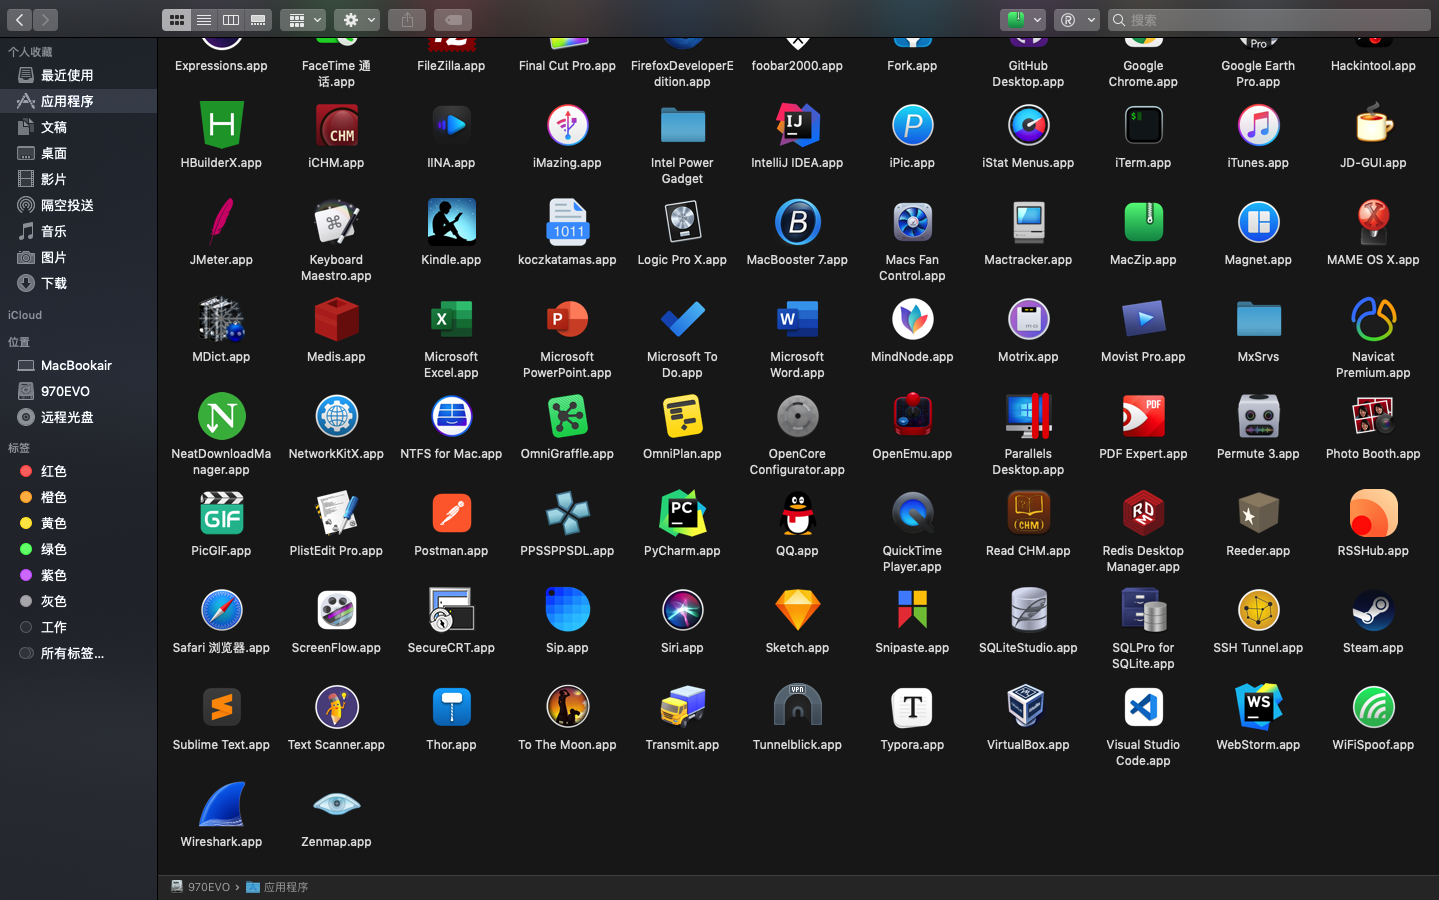 搜索
个人收藏
最近使用
应用程序
文稿
桌面
影片
隔空投送
音乐
图片
下载
iCloud
位置
MacBookair
970EVO
远程光盘
标签
红色
橙色
黄色
绿色
紫色
灰色
工作
所有标签...
Pro
Expressions.app
FaceTime 通
话.app
FileZilla.app
Final Cut Pro.app
FirefoxDeveloperE
dition.app
foobar2000.app
Fork.app
GitHub
Desktop.app
Google
Chrome.app
Google Earth
Pro.app
Hackintool.app
H
CHM
IJ
P
HBuilderX.app
iCHM.app
IINA.app
iMazing.app
Intel Power
Gadget
IntelliJ IDEA.app
iPic.app
iStat Menus.app
iTerm.app
iTunes.app
JD-GUI.app
1011
B
JMeter.app
Keyboard
Maestro.app
Kindle.app
koczkatamas.app
Logic Pro X.app
MacBooster 7.app
Macs Fan
Control.app
Mactracker.app
MacZip.app
Magnet.app
MAME OS X.app
X
P
W
MDict.app
Medis.app
Microsoft
Excel.app
Microsoft
PowerPoint.app
Microsoft To
Do.app
Microsoft
Word.app
MindNode.app
Motrix.app
Movist Pro.app
MxSrvs
Navicat
Premium.app
N
PDF
NeatDownloadMa
nager.app
NetworkKitX.app
NTFS for Mac.app
OmniGraffle.app
OmniPlan.app
OpenCore
Configurator.app
OpenEmu.app
Parallels
Desktop.app
PDF Expert.app
Permute 3.app
Photo Booth.app
GIF
PC
(CHM)
RDM
PicGIF.app
PlistEdit Pro.app
Postman.app
PPSSPPSDL.app
PyCharm.app
QQ.app
QuickTime
Player.app
Read CHM.app
Redis Desktop
Manager.app
Reeder.app
RSSHub.app
Safari 浏览器.app
ScreenFlow.app
SecureCRT.app
Sip.app
Siri.app
Sketch.app
Snipaste.app
SQLiteStudio.app
SQLPro for
SQLite.app
SSH Tunnel.app
Steam.app
VPN
T
WS
Sublime Text.app
Text Scanner.app
Thor.app
To The Moon.app
Transmit.app
Tunnelblick.app
Typora.app
VirtualBox.app
Visual Studio
Code.app
WebStorm.app
WiFiSpoof.app
Wireshark.app
Zenmap.app
970EVO › 应用程序